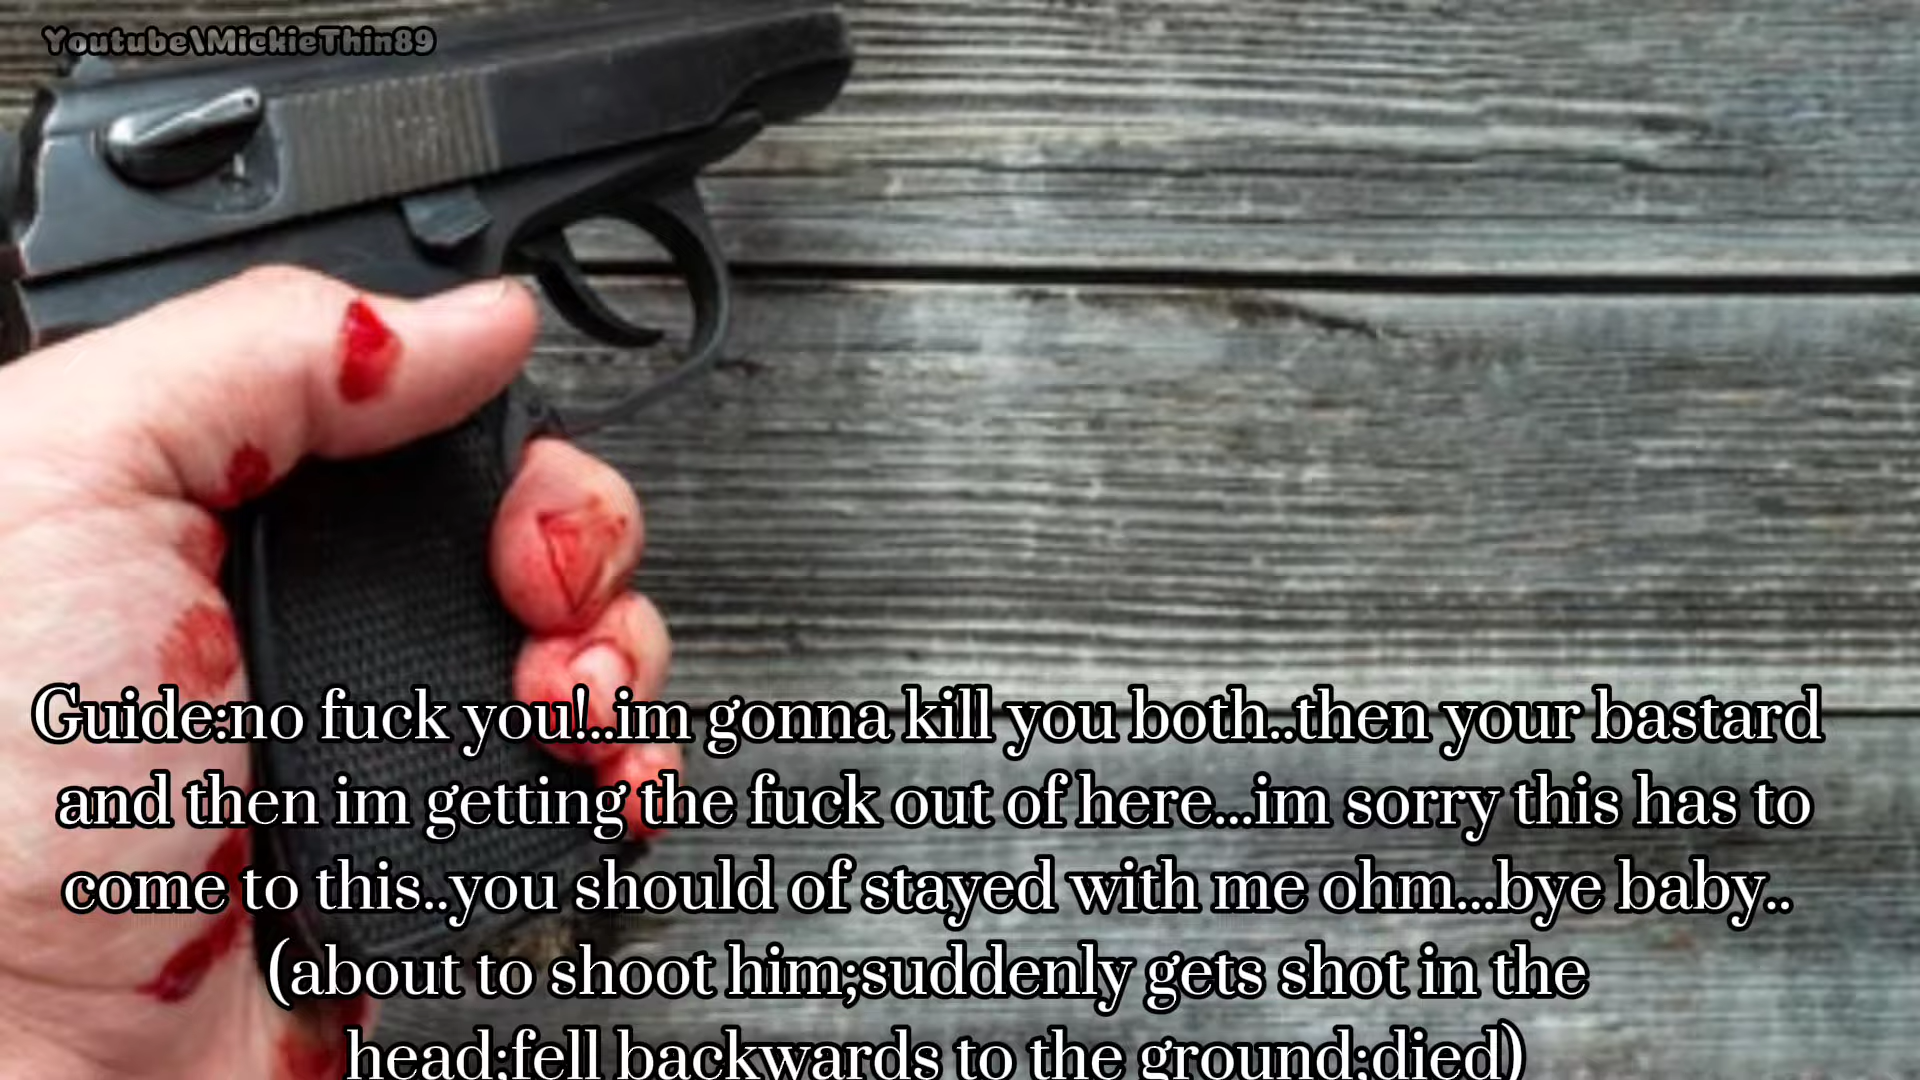 Youtube\MickieThin89
Guide:no fuck you!..im gonna kill you both..then your bastard
and then im getting the fuck out of here...im sorry this has to
come to this..you should of stayed with me ohm...bye baby..
(about to shoot him;suddenly gets shot in the
head;fell backwards to the ground;died)